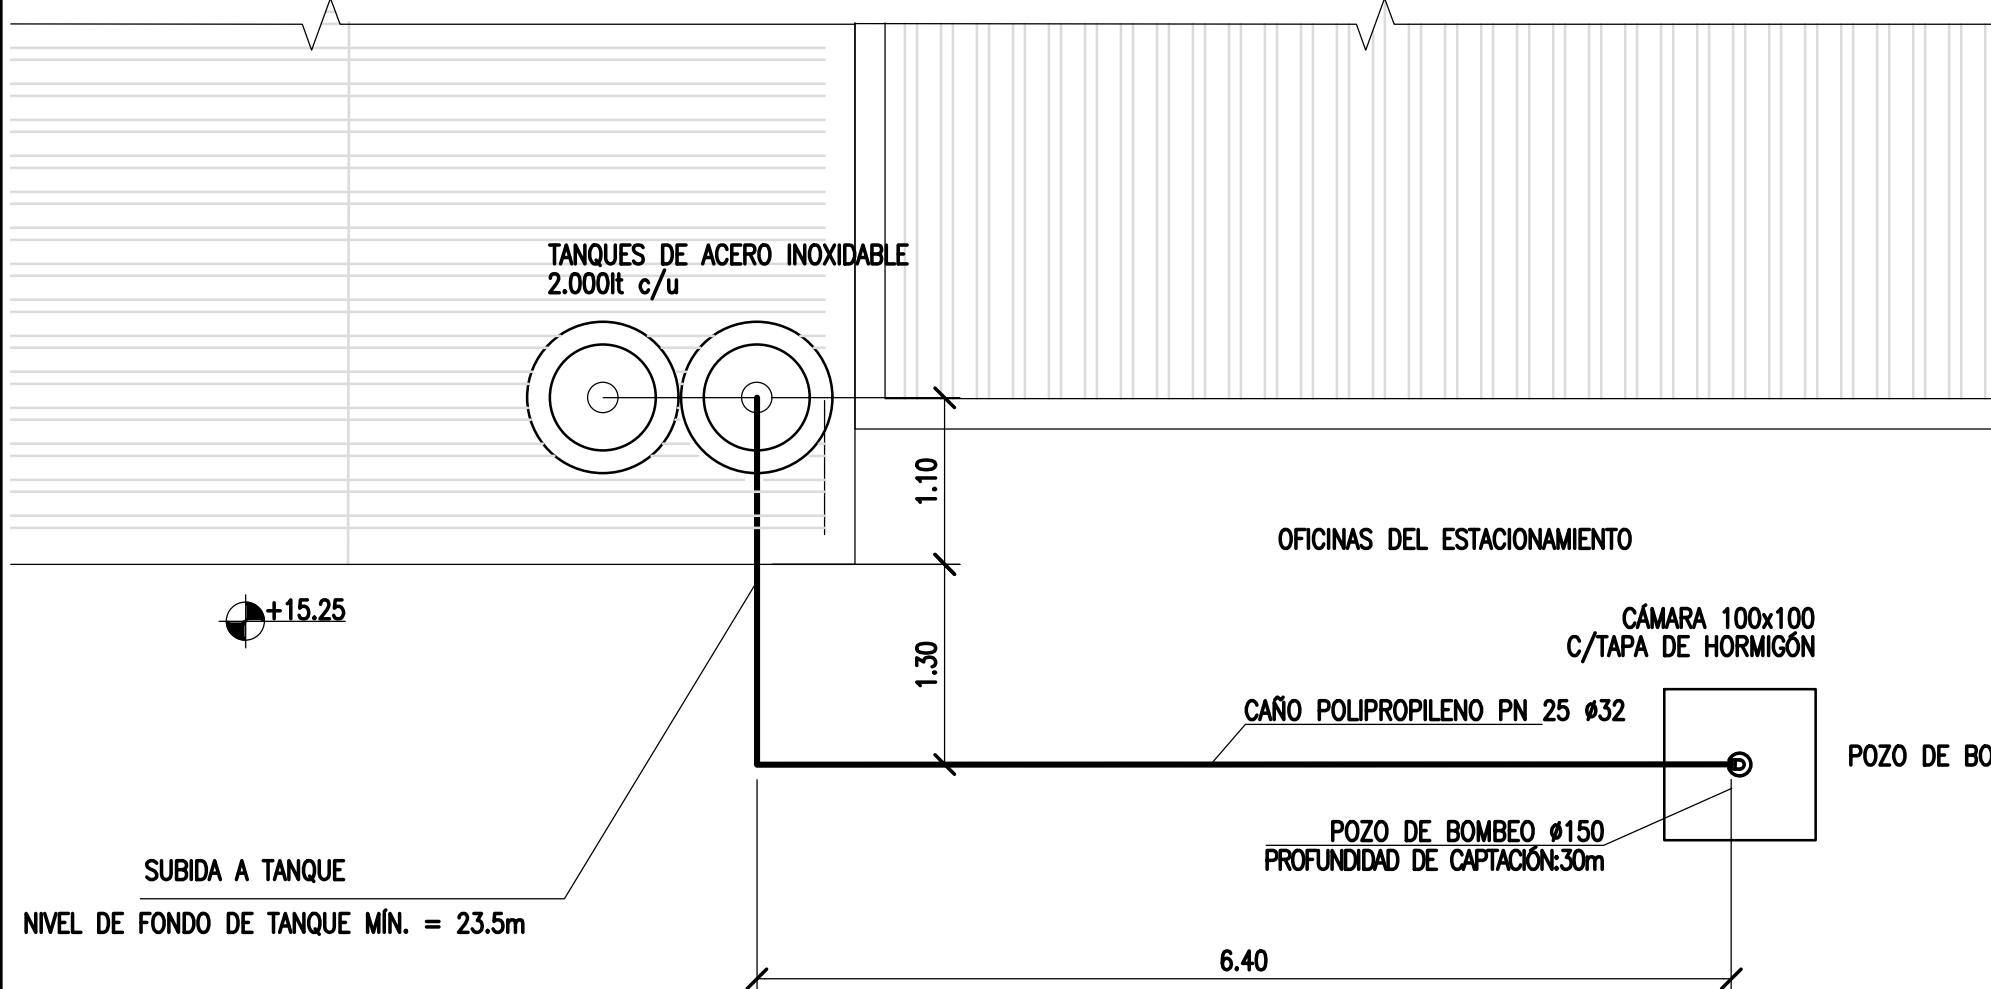 TANQUES DE ACERO INOXIDABLE
2.000lt c/u
1.10
OFICINAS DEL ESTACIONAMIENTO
+15.25
CÁMARA 100x100
C/TAPA DE HORMIGÓN
1.30
CAÑO POLIPROPILENO PN 25 ø32
POZO DE BO
POZO DE BOMBEO ø150
PROFUNDIDAD DE CAPTACIÓN:30m
SUBIDA A TANQUE
NIVEL DE FONDO DE TANQUE MÍN. = 23.5m
6.40